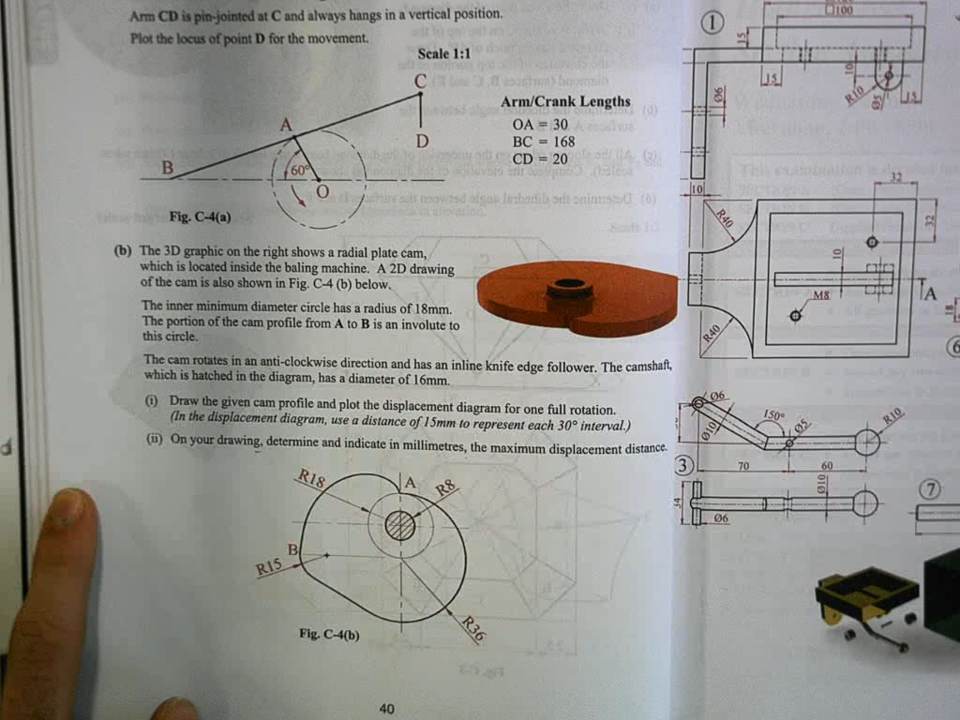 Arm CD is pin-jointed at C and always hangs in a vertical position.
Plot the locus of point D for the movement.
Scale 1:1
C
A
D
B
60°
O
Arm/Crank Lengths
OA = 30
BC = 168
CD = 20
Fig. C-4(a)
(b) The 3D graphic on the right shows a radial plate cam,
which is located inside the baling machine. A 2D drawing
of the cam is also shown in Fig. C-4 (b) below.
The inner minimum diameter circle has a radius of 18mm.
The portion of the cam profile from A to B is an involute to
this circle.
The cam rotates in an anti-clockwise direction and has an inline knife edge follower. The camshaft,
which is hatched in the diagram, has a diameter of 16mm.
(i) Draw the given cam profile and plot the displacement diagram for one full rotation.
(In the displacement diagram, use a distance of 15mm to represent each 30° interval.)
(ii) On your drawing, determine and indicate in millimetres, the maximum displacement distance.
R18
A
R8
B
R15
R36
Fig. C-4(b)
40
1
□100
15
15
10
R10
Ø5
15
Ø6
10
R40
32
32
10
M8
A
R40
6
Ø6
150°
Ø5
R10
Ø10
3
70
60
Ø10
34
Ø6
7